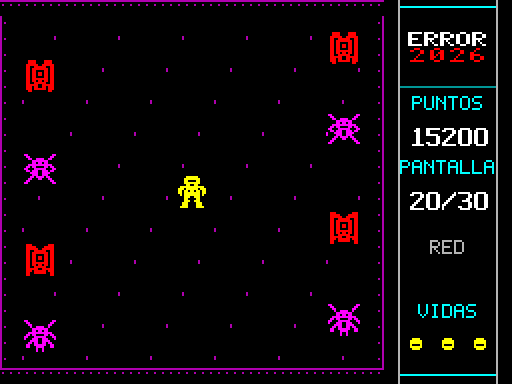 ERROR
2026
PUNTOS
15200
PANTALLA
20/30
RED
VIDAS